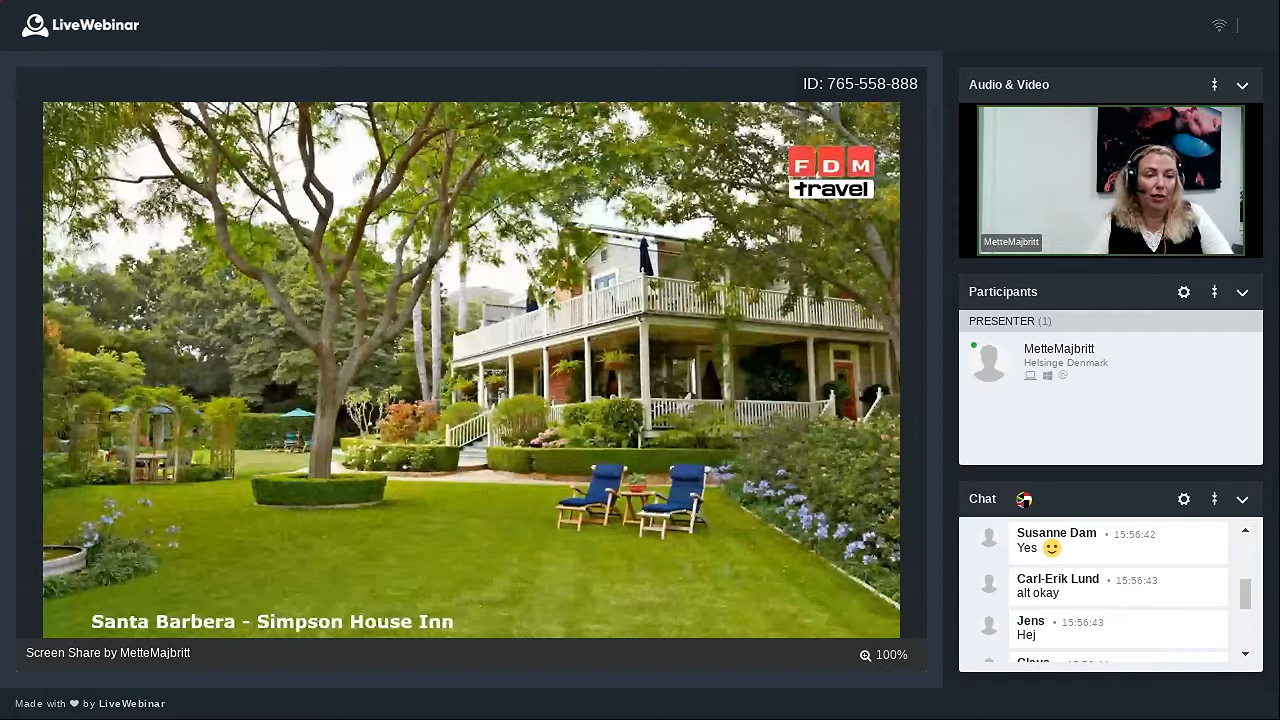 LiveWebinar
ID: 765-558-888
FDM
travel
Santa Barbera - Simpson House Inn
Screen Share by MetteMajbritt
100%
Made with ❤ by LiveWebinar
Audio & Video
MetteMajbritt
Participants
PRESENTER (1)
MetteMajbritt
Helsinge Denmark
Chat
Susanne Dam • 15:56:42
Yes 🙂
Carl-Erik Lund • 15:56:43
alt okay
Jens • 15:56:43
Hej